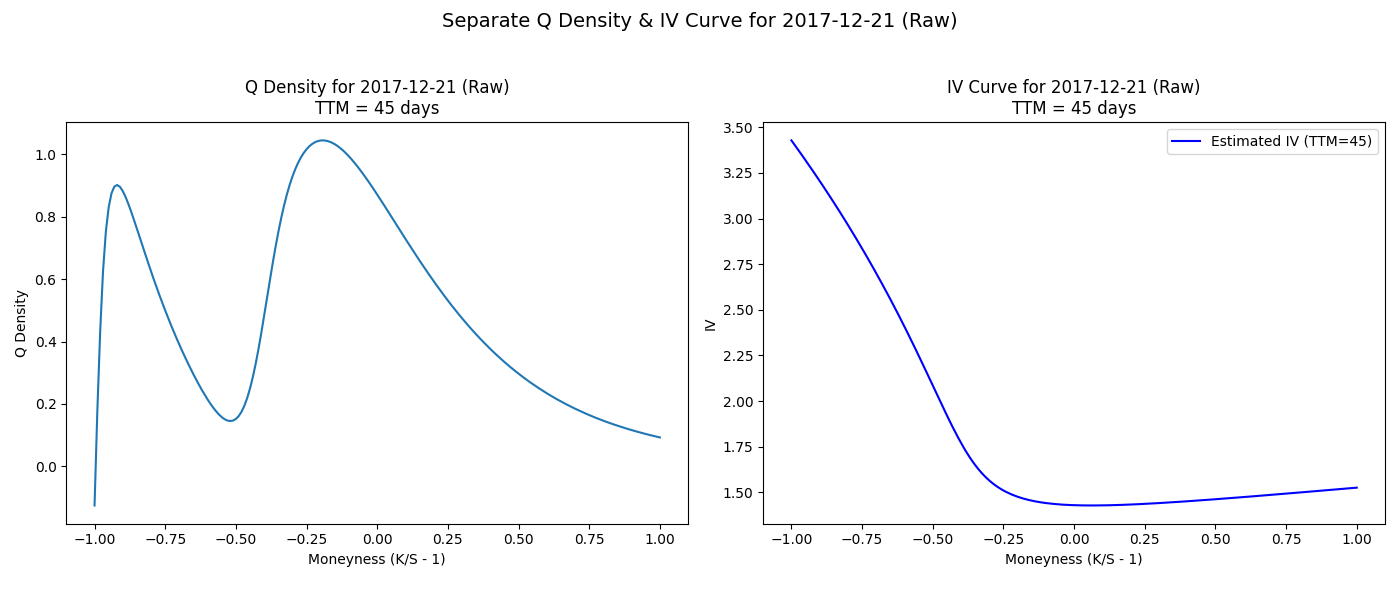 Separate Q Density & IV Curve for 2017-12-21 (Raw)
Q Density for 2017-12-21 (Raw)
TTM = 45 days
Q Density
1.0
0.8
0.6
0.4
0.2
0.0
−1.00 −0.75 −0.50 −0.25 0.00 0.25 0.50 0.75 1.00
Moneyness (K/S - 1)
IV Curve for 2017-12-21 (Raw)
TTM = 45 days
Estimated IV (TTM=45)
IV
3.50
3.25
3.00
2.75
2.50
2.25
2.00
1.75
1.50
−1.00 −0.75 −0.50 −0.25 0.00 0.25 0.50 0.75 1.00
Moneyness (K/S - 1)